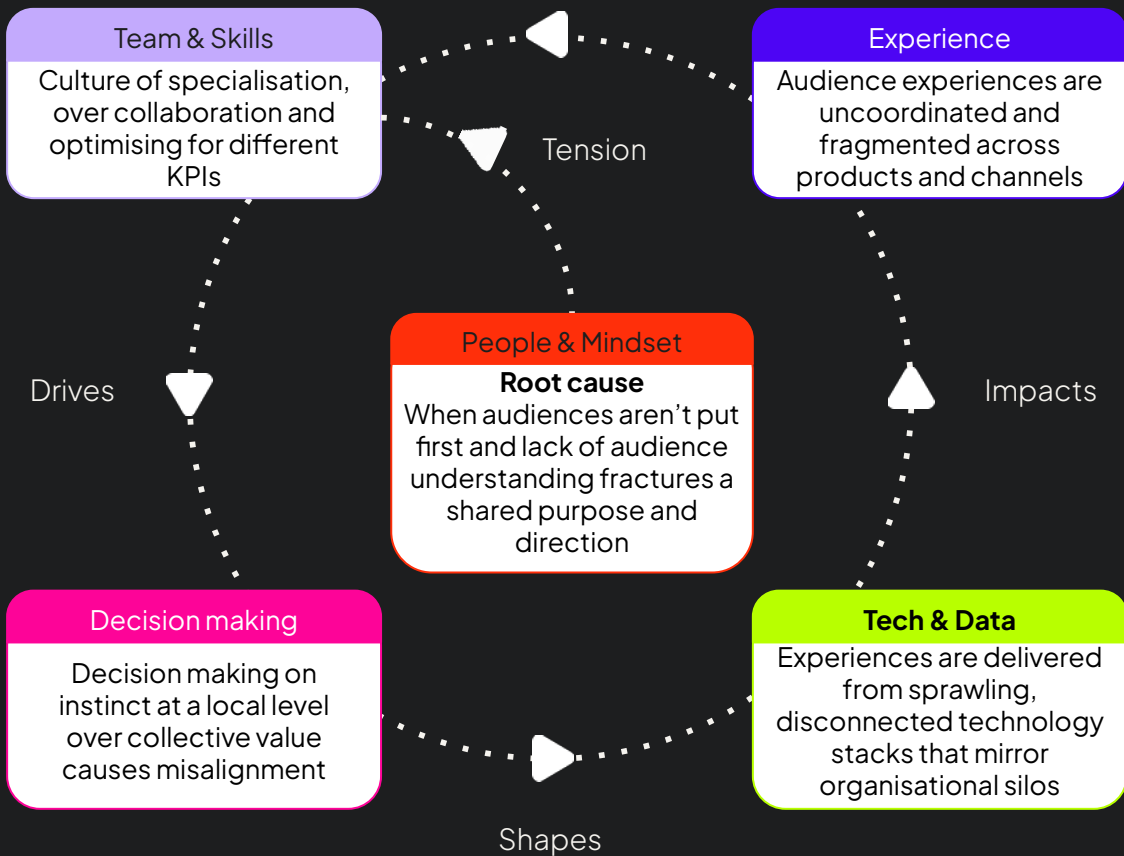 Team & Skills
Culture of specialisation,
over collaboration and
optimising for different
KPIs
Experience
Audience experiences are
uncoordinated and
fragmented across
products and channels
Tension
People & Mindset
Root cause
When audiences aren’t put
first and lack of audience
understanding fractures a
shared purpose and
direction
Drives
Impacts
Decision making
Decision making on
instinct at a local level
over collective value
causes misalignment
Tech & Data
Experiences are delivered
from sprawling,
disconnected technology
stacks that mirror
organisational silos
Shapes